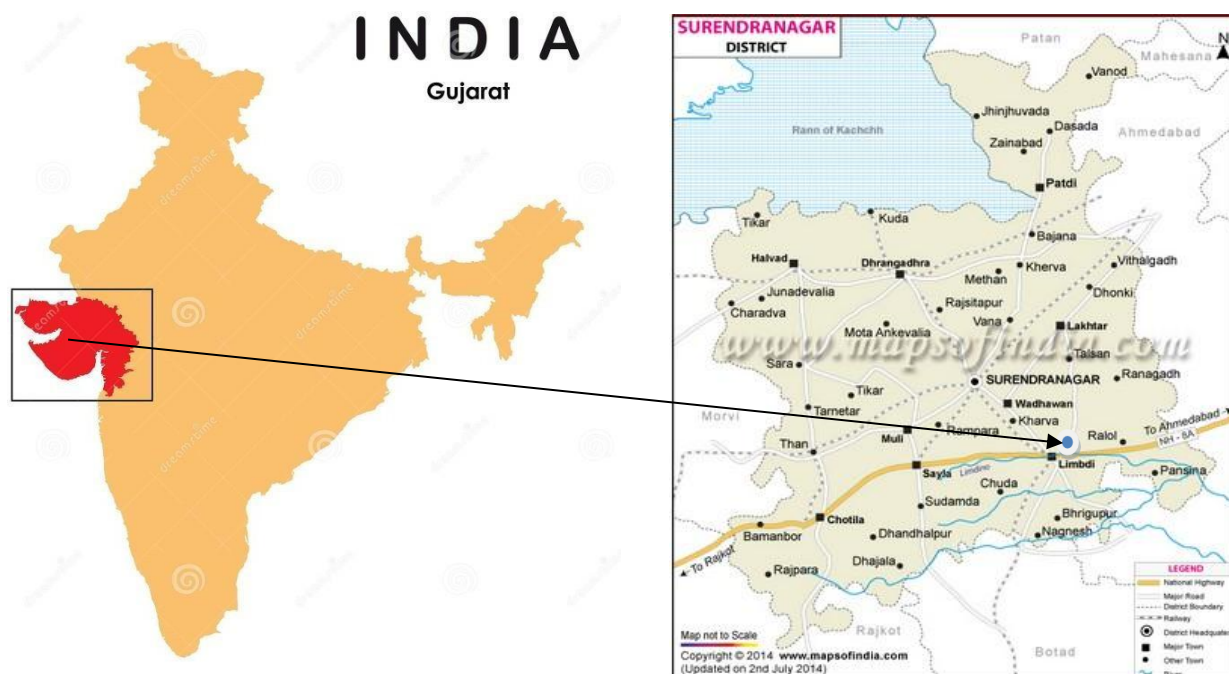 INDIA
Gujarat
dreamstime
SURENDRANAGAR
DISTRICT
N
Patan
Mahesana
Vanod
Jhinjhuvada
Dasada
Zainabad
Ahmedabad
Rann of Kachchh
Patdi
Tikar
Kuda
Bajana
Halvad
Dhrangadhra
Kherva
Vithalgadh
Methan
Junadevalia
Dhonki
Charadva
Rajsitapur
Mota Ankevalia
Vana
Lakhtar
www.mapsofindia.com
Talsan
Sara
SURENDRANAGAR
Ranagadh
Tikar
Wadhawan
Morvi
Tarnetar
Kharva
To Ahmedabad
Muli
Rampara
Ralol
NH - 8A
Than
Limbdi
Sayla
Limdino
Pansina
Chuda
Sudamda
Chotila
Bhrigupur
Bamanbor
Dhandhalpur
Nagnesh
To Rajkot
Rajpara
Dhajala
LEGEND
National Highway
Major Road
District Boundary
Railway
District Headquate
Major Town
Other Town
River
Rajkot
Botad
Map not to Scale
Copyright © 2014 www.mapsofindia.com
(Updated on 2nd July 2014)